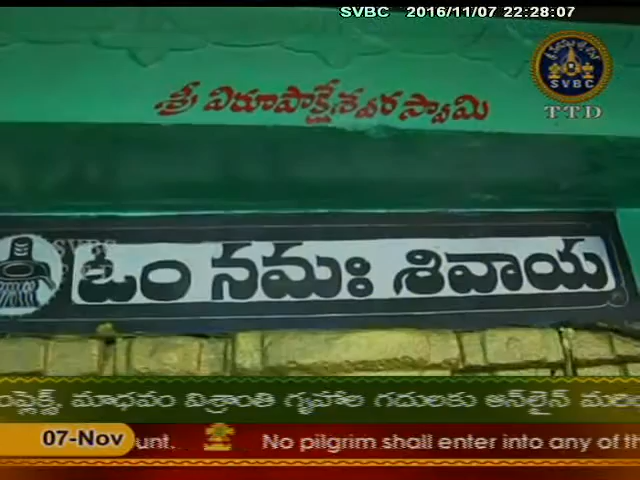 SVBC 2016/11/07 22:28:07
SVBC
TTD
శ్రీ విరూపాక్షేశ్వర స్వామి
ఓం నమః శివాయ
మాధవం విశ్రాంతి గృహాల గదులకు ఆన్‌లైన్
07-Nov unt... No pilgrim shall enter into any of